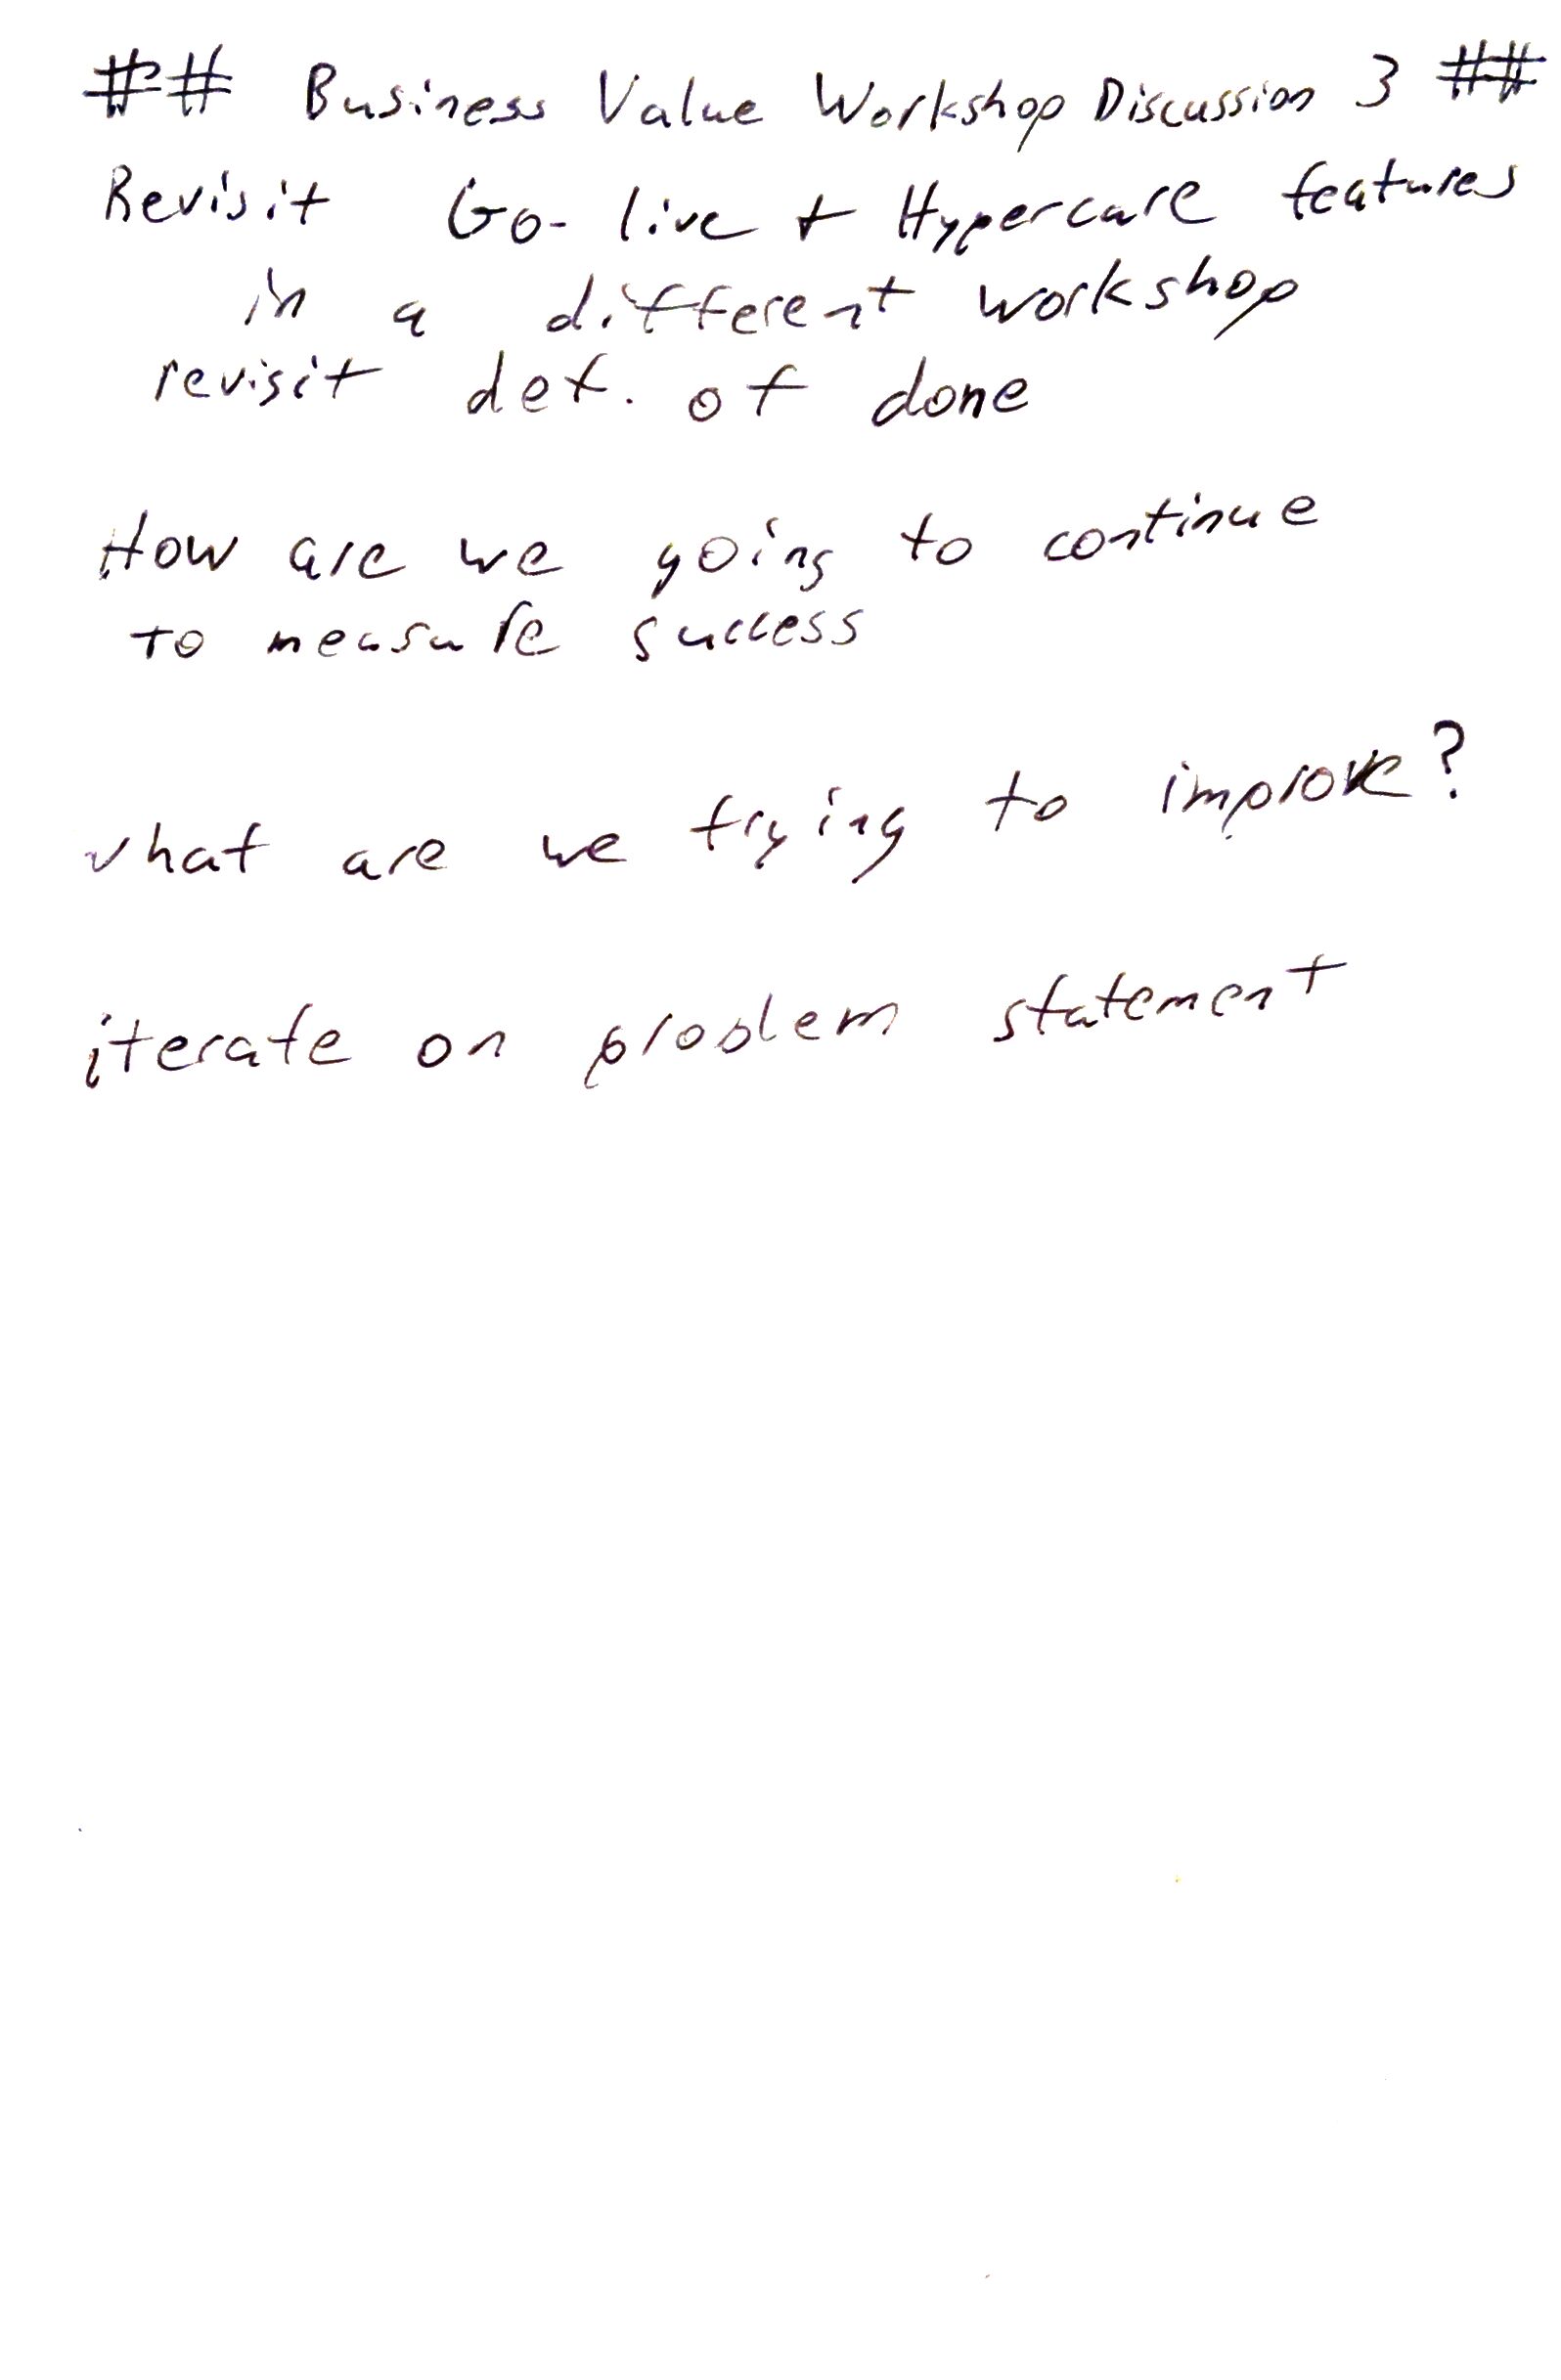 ## Business Value Workshop Discussion 3 ##
Revisit Go-live + Hypercare features
in a different workshop
revisit def. of done
How are we going to continue
to measure success
what are we trying to improve?
iterate on problem statement